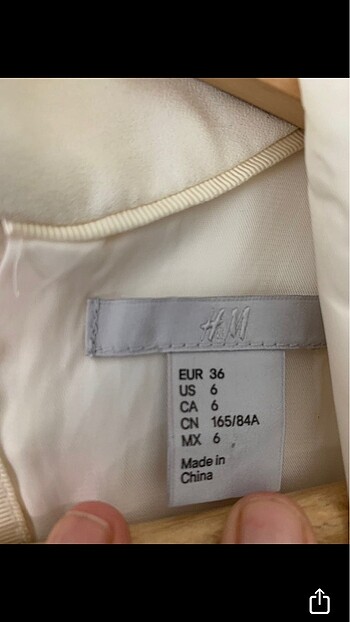 H&M
EUR 36
US 6
CA 6
CN 165/84A
MX 6
Made in
China